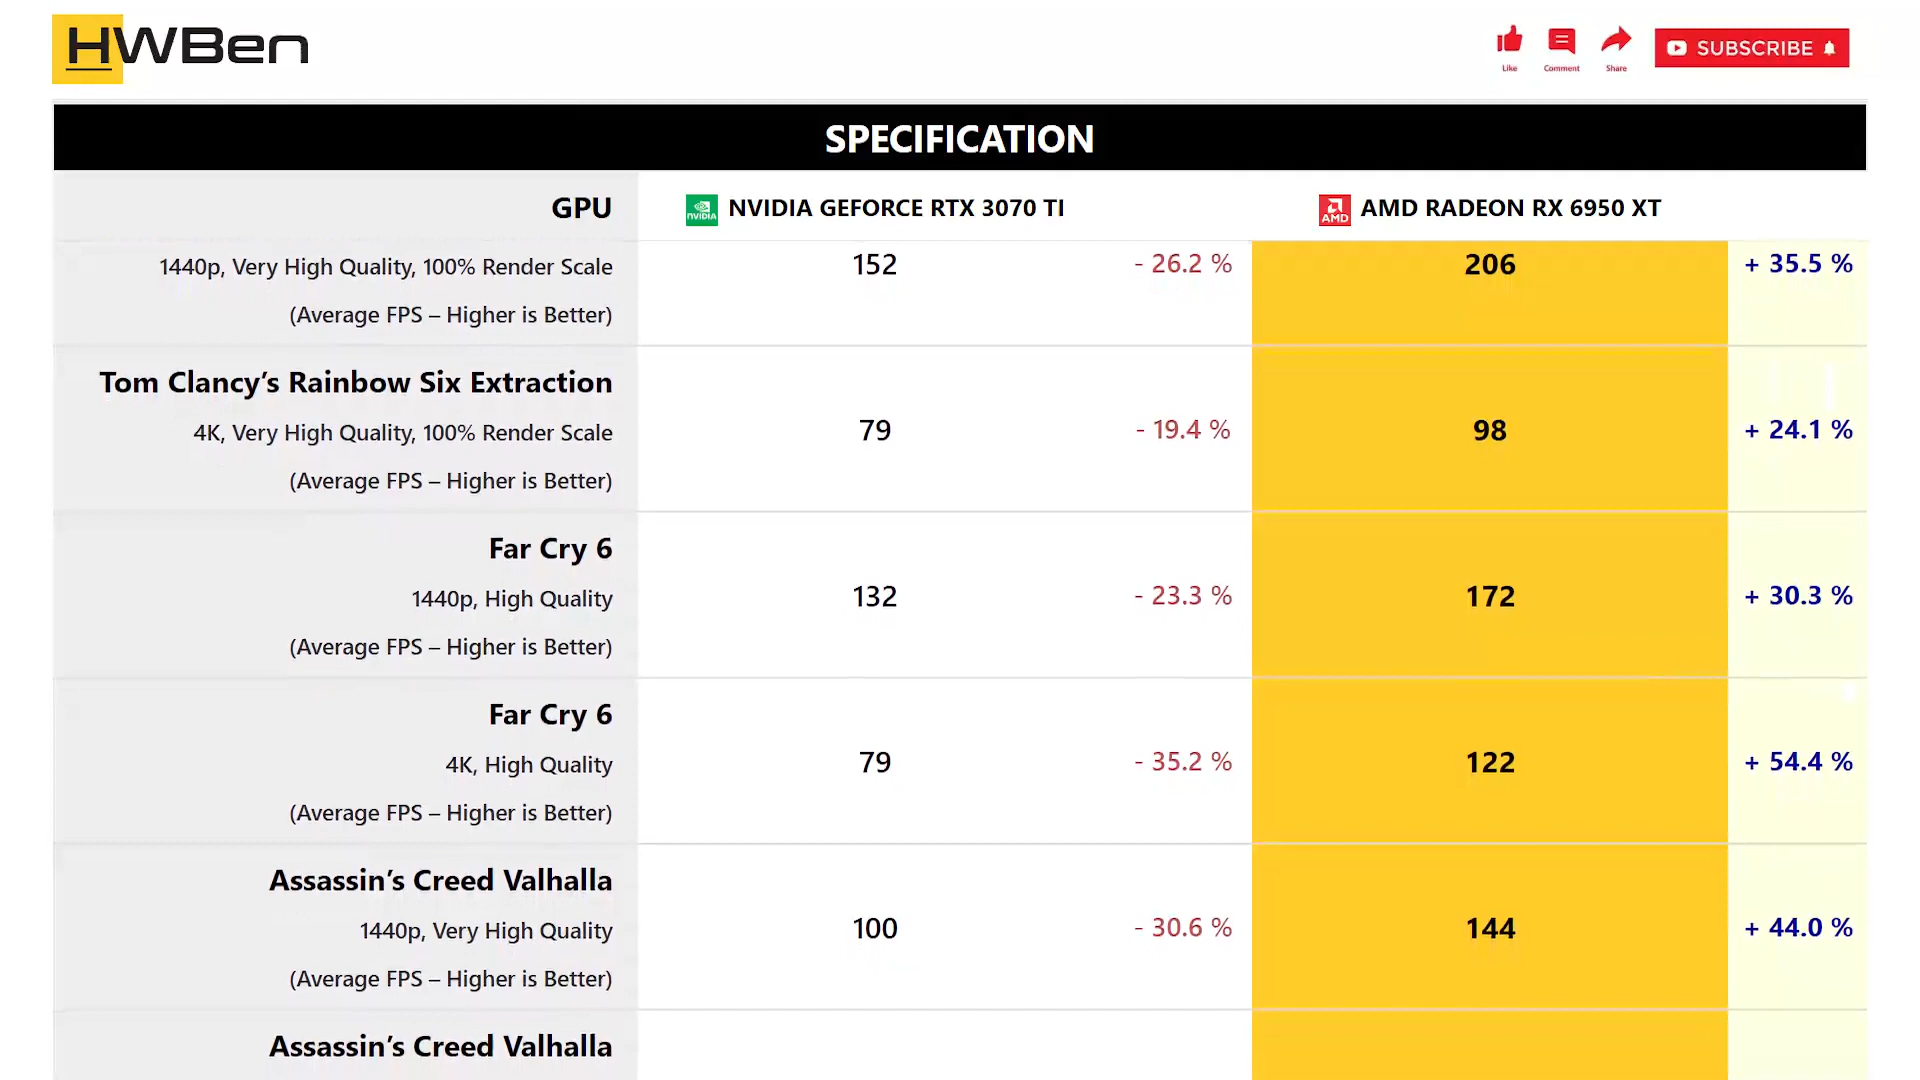 HWBen
Like
Comment
Share
SUBSCRIBE
SPECIFICATION
GPU
NVIDIA
NVIDIA GEFORCE RTX 3070 TI
AMD
AMD RADEON RX 6950 XT
1440p, Very High Quality, 100% Render Scale
(Average FPS – Higher is Better)
152
- 26.2 %
206
+ 35.5 %
Tom Clancy’s Rainbow Six Extraction
4K, Very High Quality, 100% Render Scale
(Average FPS – Higher is Better)
79
- 19.4 %
98
+ 24.1 %
Far Cry 6
1440p, High Quality
(Average FPS – Higher is Better)
132
- 23.3 %
172
+ 30.3 %
Far Cry 6
4K, High Quality
(Average FPS – Higher is Better)
79
- 35.2 %
122
+ 54.4 %
Assassin’s Creed Valhalla
1440p, Very High Quality
(Average FPS – Higher is Better)
100
- 30.6 %
144
+ 44.0 %
Assassin’s Creed Valhalla